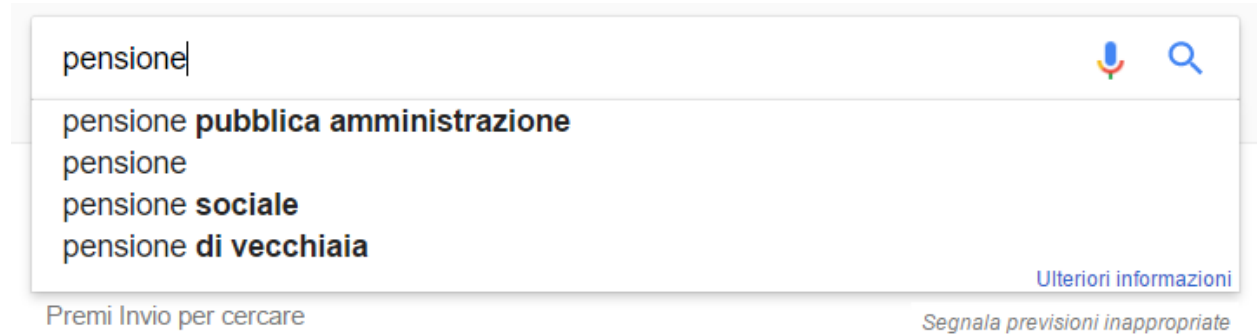 pensione
pensione pubblica amministrazione
pensione
pensione sociale
pensione di vecchiaia
Ulteriori informazioni
Premi Invio per cercare
Segnala previsioni inappropriate